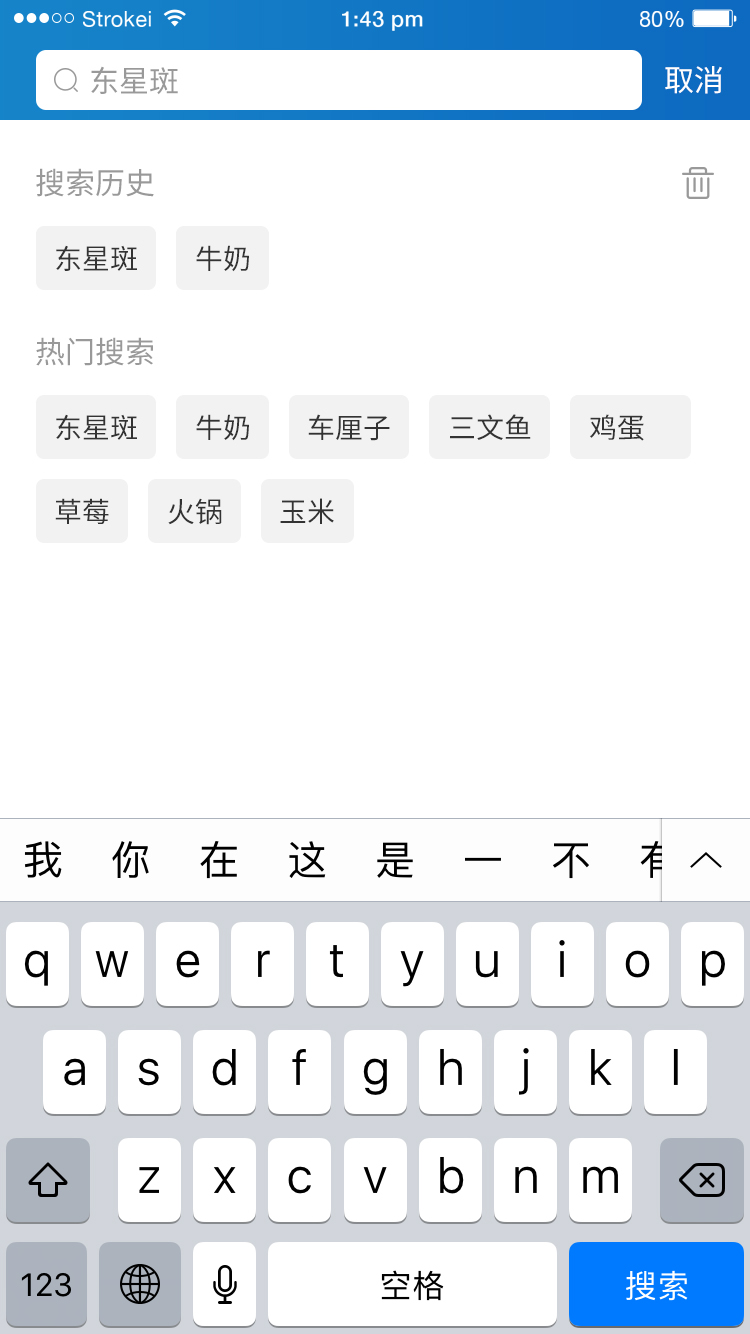 Strokei 1:43 pm 80%
东星斑 取消
搜索历史
东星斑 牛奶
热门搜索
东星斑 牛奶 车厘子 三文鱼 鸡蛋
草莓 火锅 玉米
我 你 在 这 是 一 不 有
q w e r t y u i o p
a s d f g h j k l
z x c v b n m
123 空格 搜索